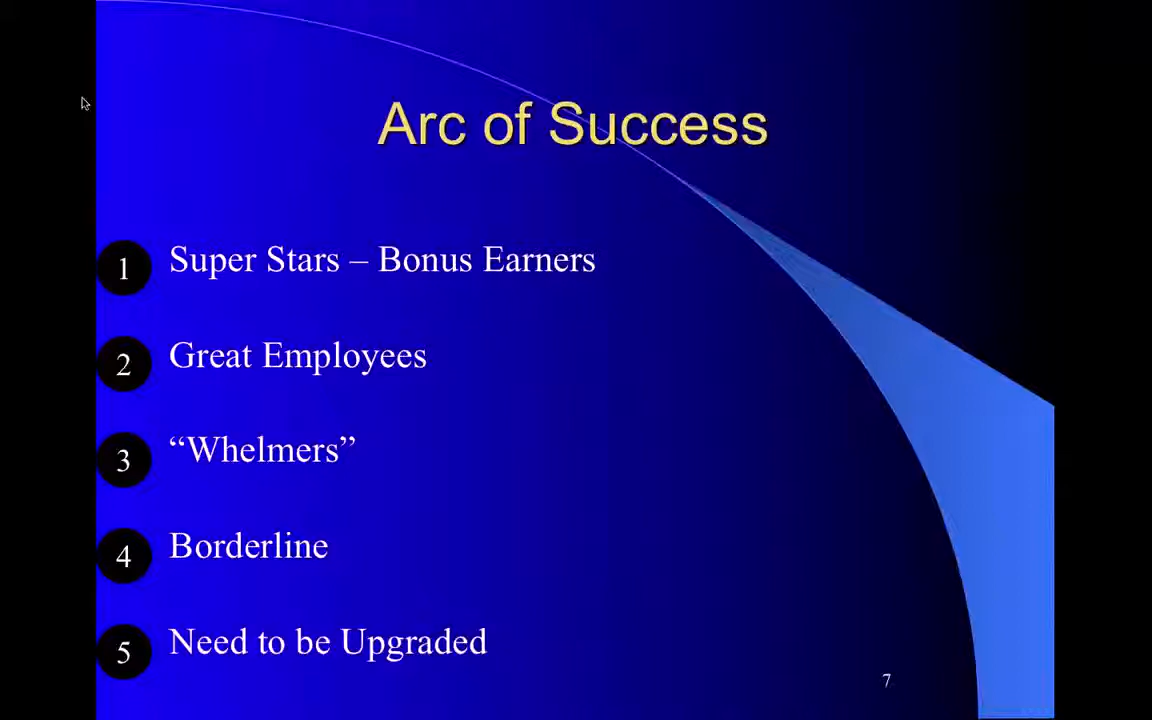 Arc of Success
1 Super Stars – Bonus Earners
2 Great Employees
3 “Whelmers”
4 Borderline
5 Need to be Upgraded
7